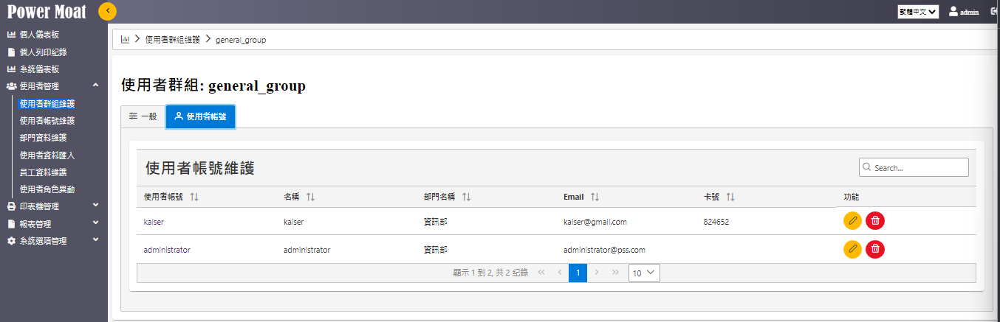 Power Moat
繁體中文
admin
個人儀表板
個人列印紀錄
系統儀表板
使用者管理
使用者群組維護
使用者帳號維護
部門資料維護
使用者資料匯入
員工資料維護
使用者角色異動
印表機管理
報表管理
系統選項管理
使用者群組維護 general_group
使用者群組: general_group
一般 使用者帳號
使用者帳號維護
Search...
使用者帳號 名稱 部門名稱 Email 卡號 功能
kaiser kaiser 資訊部 kaiser@gmail.com 824652
administrator administrator 資訊部 administrator@pss.com
顯示 1 到 2, 共 2 紀錄 « ‹ 1 › » 10